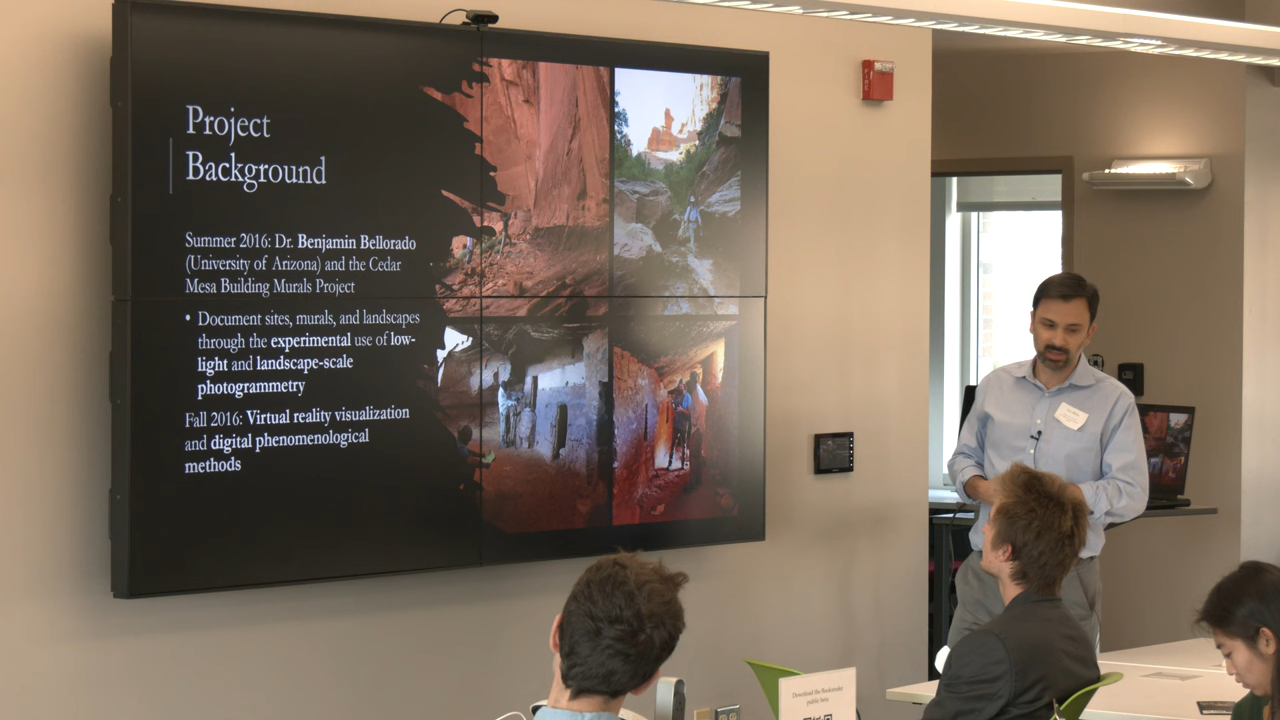 Project
Background
Summer 2016: Dr. Benjamin Bellorado
(University of Arizona) and the Cedar
Mesa Building Murals Project
• Document sites, murals, and landscapes
through the experimental use of low-
light and landscape-scale
photogrammetry
Fall 2016: Virtual reality visualization
and digital phenomenological
methods
FIRE
Download the Bookmake
public beta